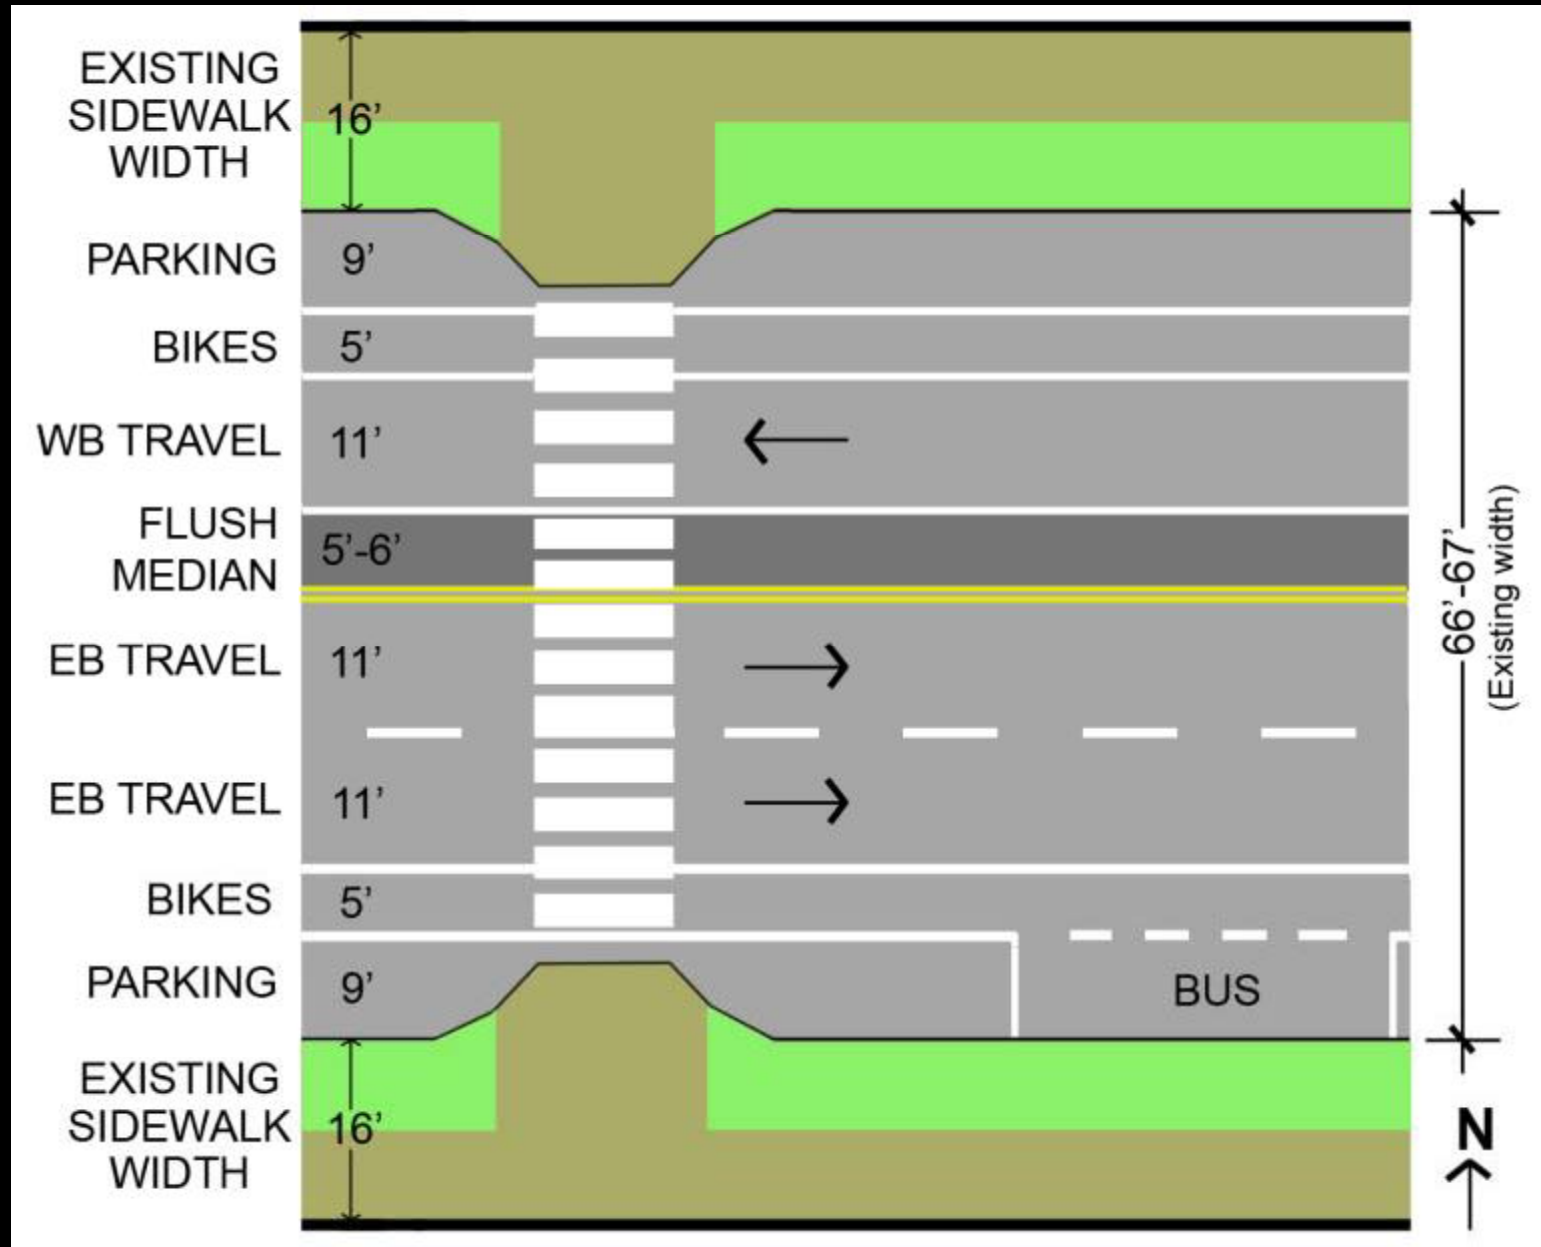 EXISTING
SIDEWALK
WIDTH
16’
PARKING
9’
BIKES
5’
WB TRAVEL
11’
FLUSH
MEDIAN
5’-6’
EB TRAVEL
11’
EB TRAVEL
11’
BIKES
5’
PARKING
9’
BUS
EXISTING
SIDEWALK
WIDTH
16’
66’-67’
(Existing width)
N